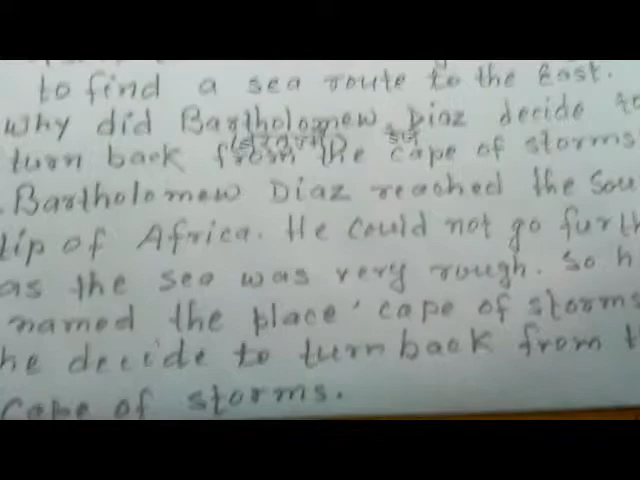 to find a sea route to the East.
why did Bartholomew Diaz decide to
turn back from the cape of storms
Bartholomew Diaz reached the Sou
tip of Africa. He could not go furth
as the sea was very rough. So h
named the place 'cape of storms
he decide to turn back from t
cape of storms.